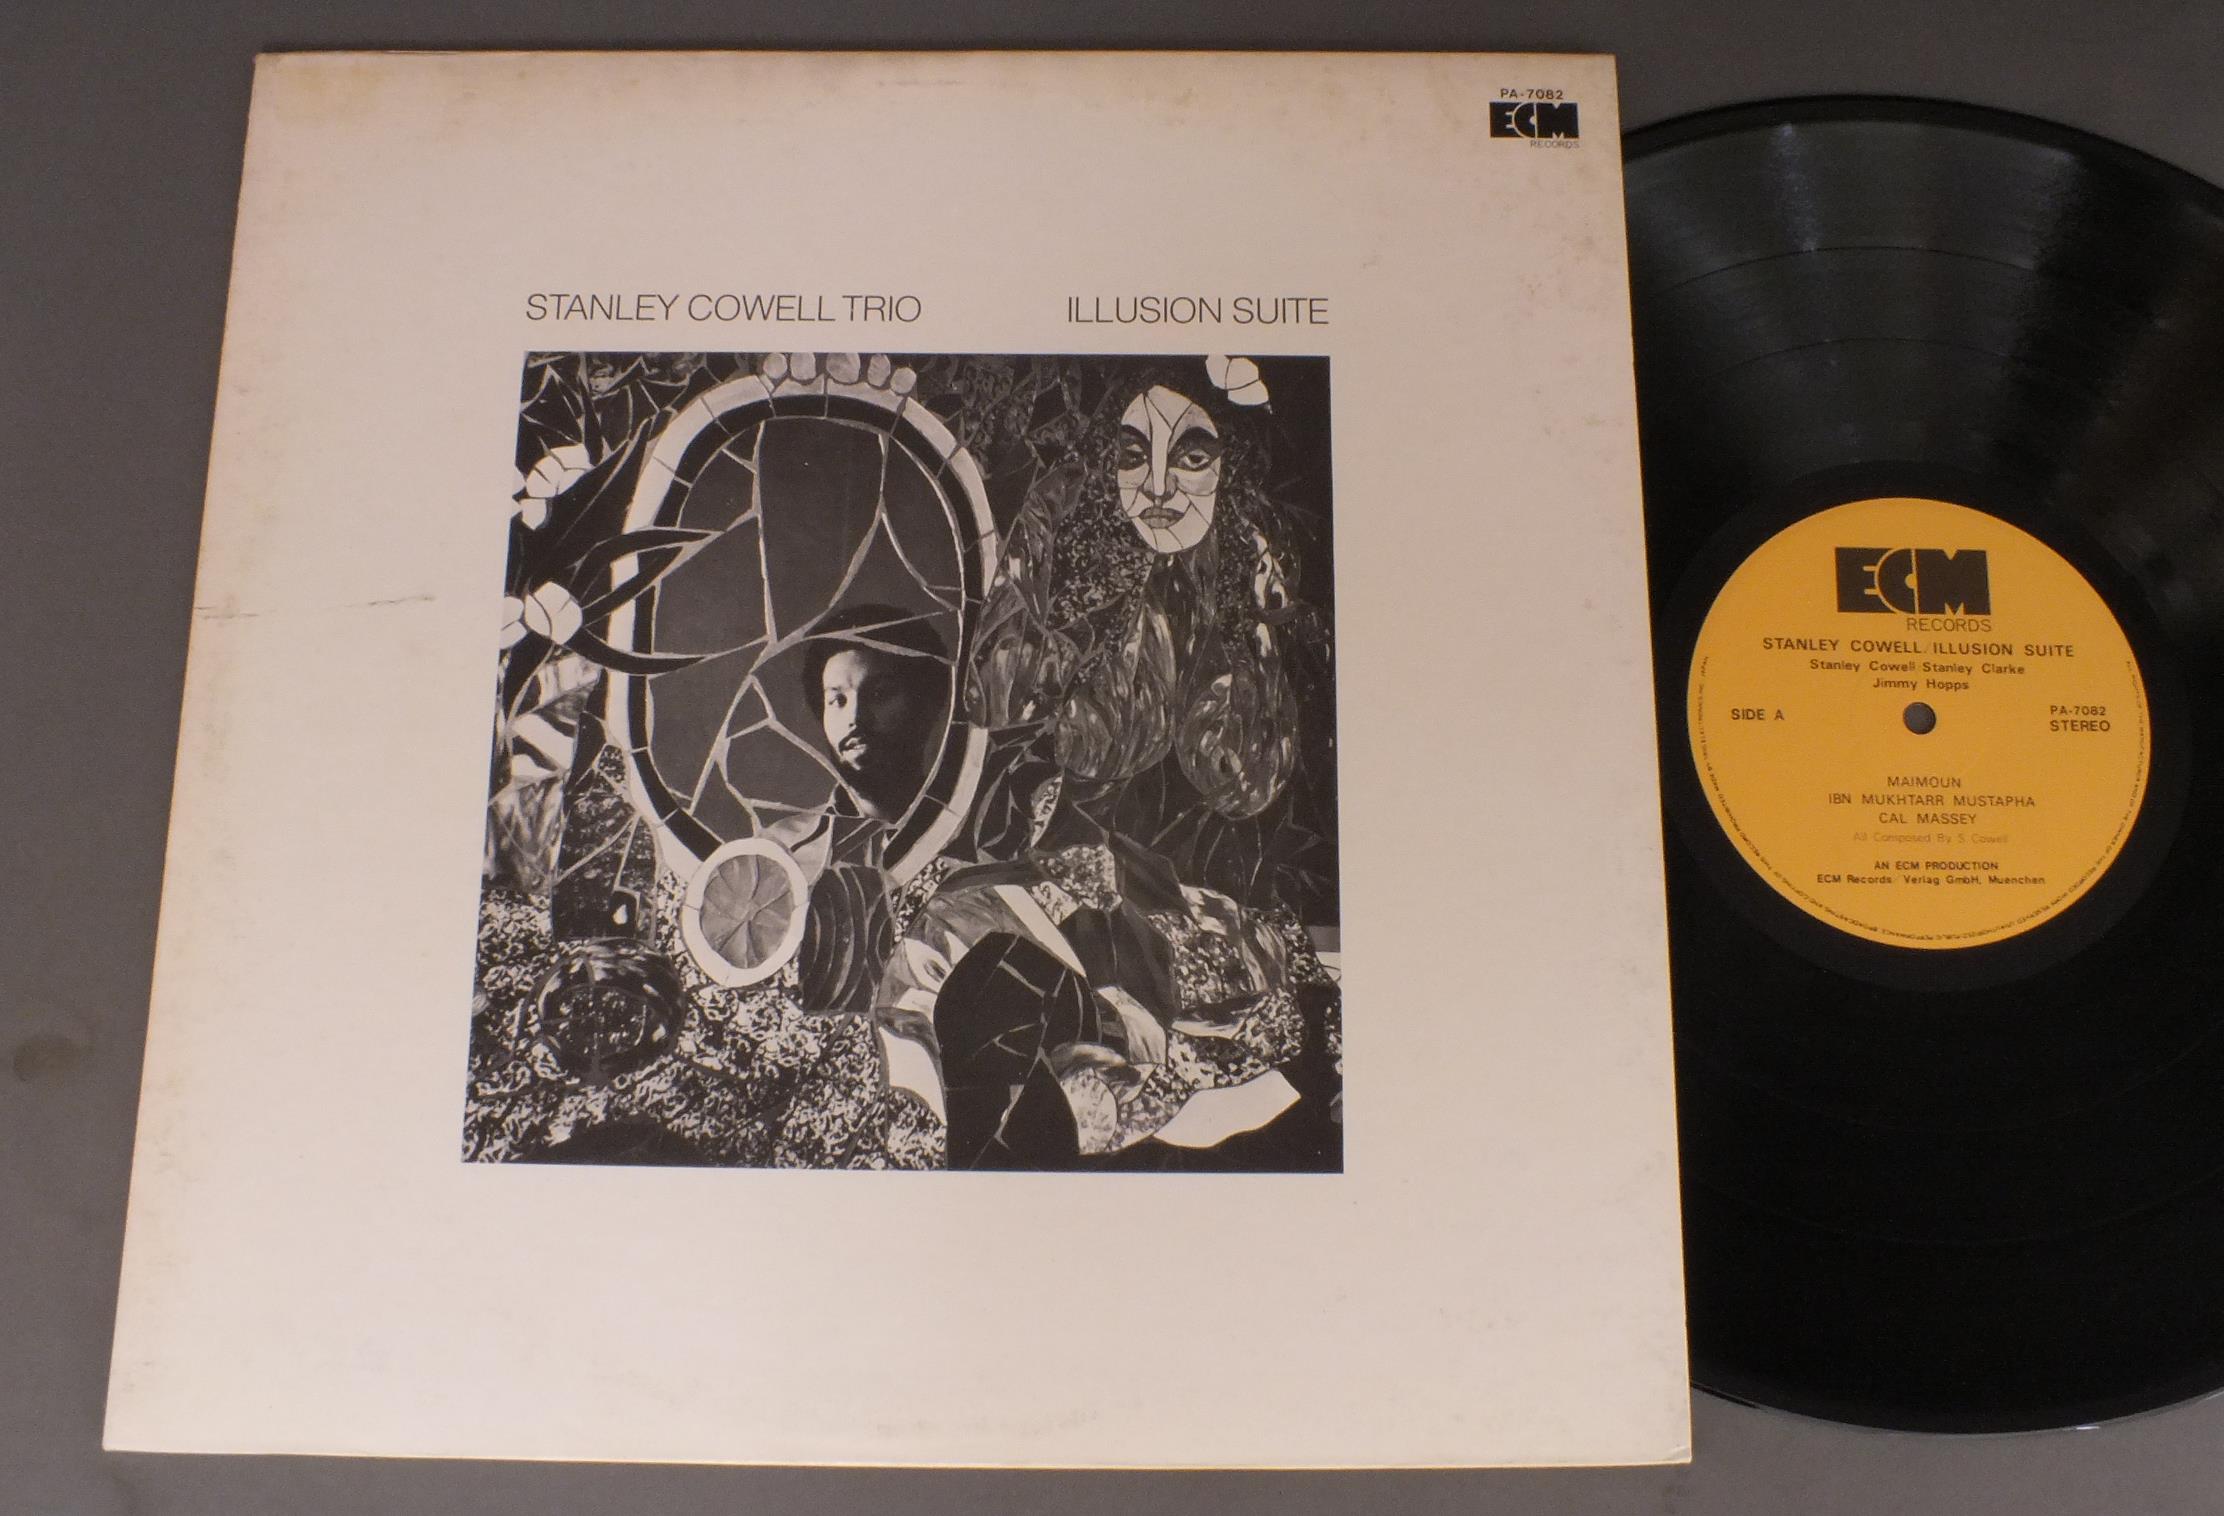 PA-7082
ECM
RECORDS
STANLEY COWELL TRIO ILLUSION SUITE
ECM
RECORDS
STANLEY COWELL/ILLUSION SUITE
Stanley Cowell/Stanley Clarke
Jimmy Hopps
SIDE A
PA-7082
STEREO
MAIMOUN
IBN MUKHTARR MUSTAPHA
CAL MASSEY
All Composed By S. Cowell
AN ECM PRODUCTION
ECM Records/Verlag GmbH, Muenchen